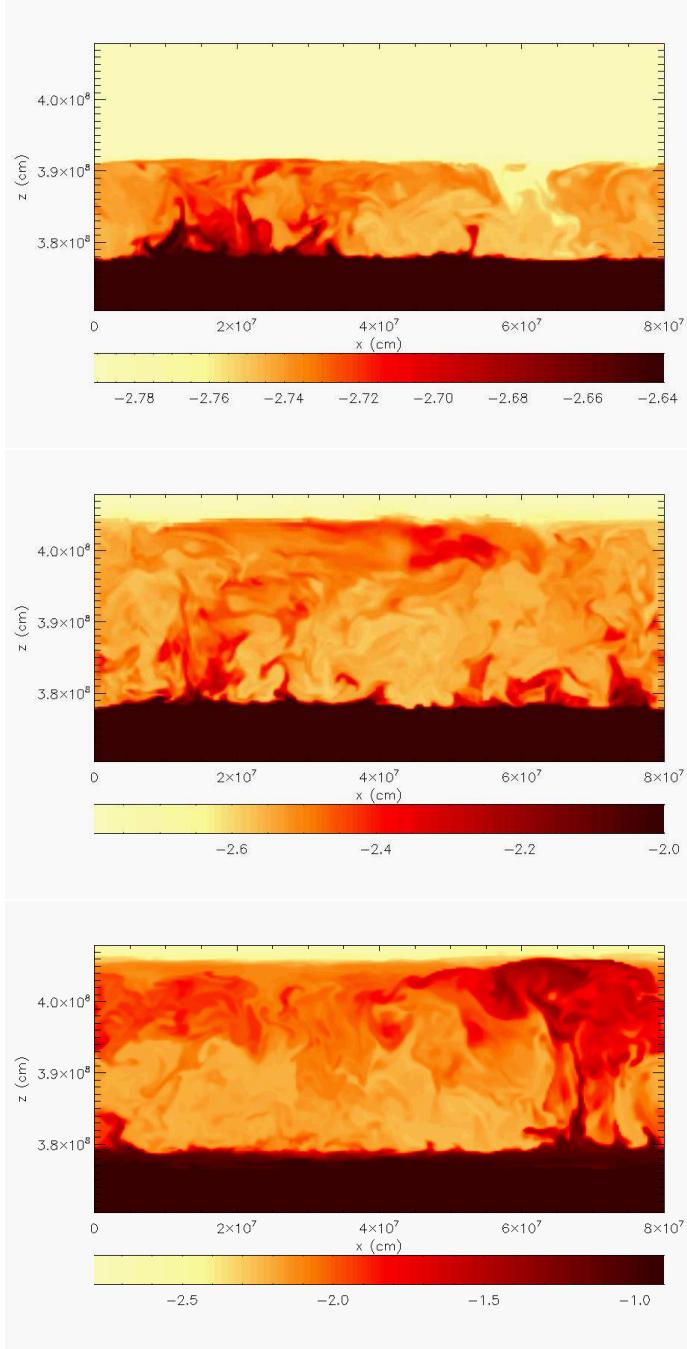 4.0×10⁸
3.9×10⁸
3.8×10⁸
z (cm)
0 2×10⁷ 4×10⁷ 6×10⁷ 8×10⁷
x (cm)
−2.78 −2.76 −2.74 −2.72 −2.70 −2.68 −2.66 −2.64
4.0×10⁸
3.9×10⁸
3.8×10⁸
z (cm)
0 2×10⁷ 4×10⁷ 6×10⁷ 8×10⁷
x (cm)
−2.6 −2.4 −2.2 −2.0
4.0×10⁸
3.9×10⁸
3.8×10⁸
z (cm)
0 2×10⁷ 4×10⁷ 6×10⁷ 8×10⁷
x (cm)
−2.5 −2.0 −1.5 −1.0